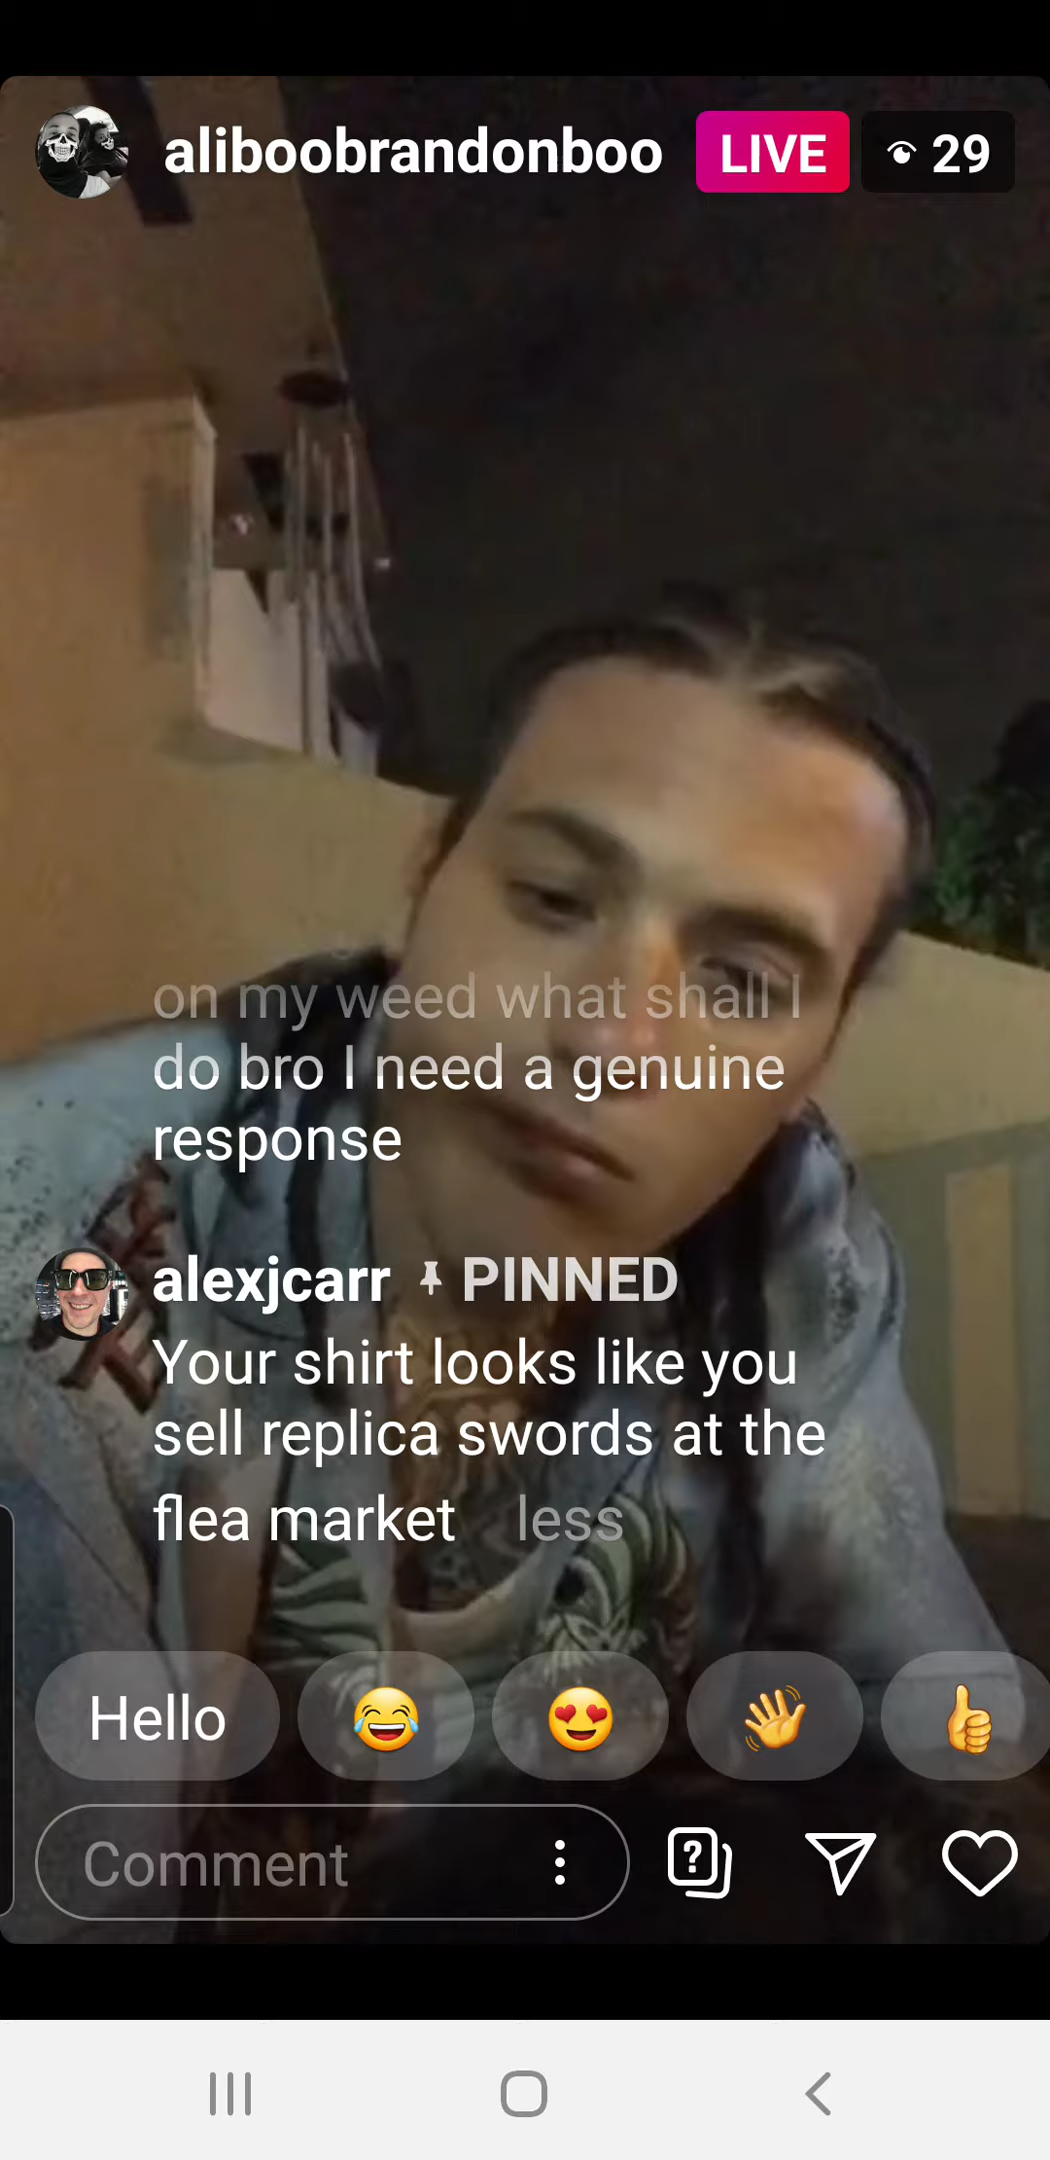 aliboobrandonboo LIVE 29
on my weed what shall I
do bro I need a genuine
response
alexjcarr PINNED
Your shirt looks like you
sell replica swords at the
flea market less
Hello
Comment
?